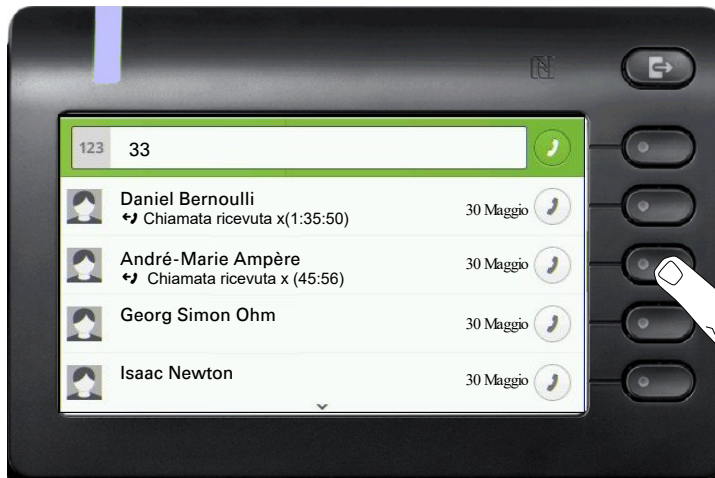 123 33
Daniel Bernoulli
Chiamata ricevuta x(1:35:50) 30 Maggio
André-Marie Ampère
Chiamata ricevuta x (45:56) 30 Maggio
Georg Simon Ohm 30 Maggio
Isaac Newton 30 Maggio